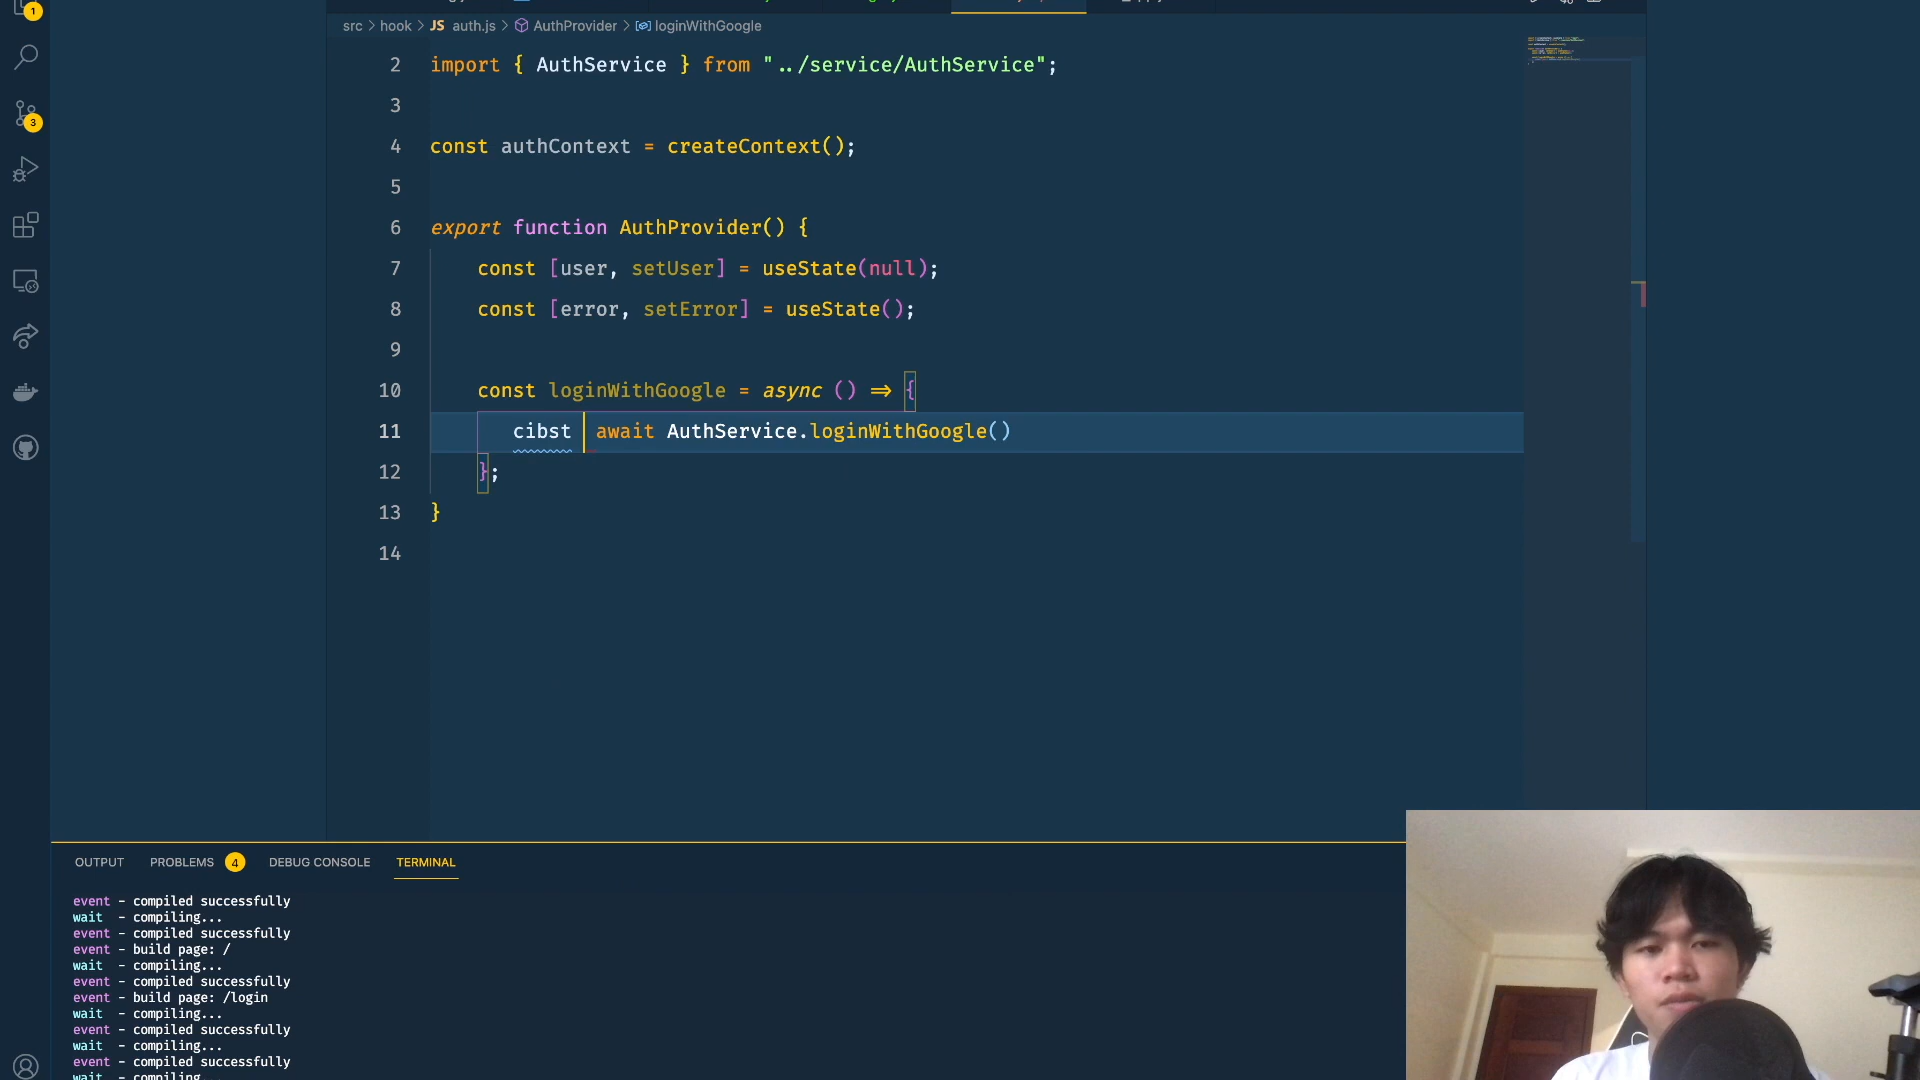 1
src > hook > JS auth.js > AuthProvider > loginWithGoogle
2 import { AuthService } from "../service/AuthService";
3
3
4 const authContext = createContext();
5
6 export function AuthProvider() {
7 const [user, setUser] = useState(null);
8 const [error, setError] = useState();
9
10 const loginWithGoogle = async () => {
11 cibst await AuthService.loginWithGoogle()
12 };
13 }
14
OUTPUT PROBLEMS 4 DEBUG CONSOLE TERMINAL
event - compiled successfully
wait - compiling...
event - compiled successfully
event - build page: /
wait - compiling...
event - compiled successfully
event - build page: /login
wait - compiling...
event - compiled successfully
wait - compiling...
event - compiled successfully
wait - compiling...